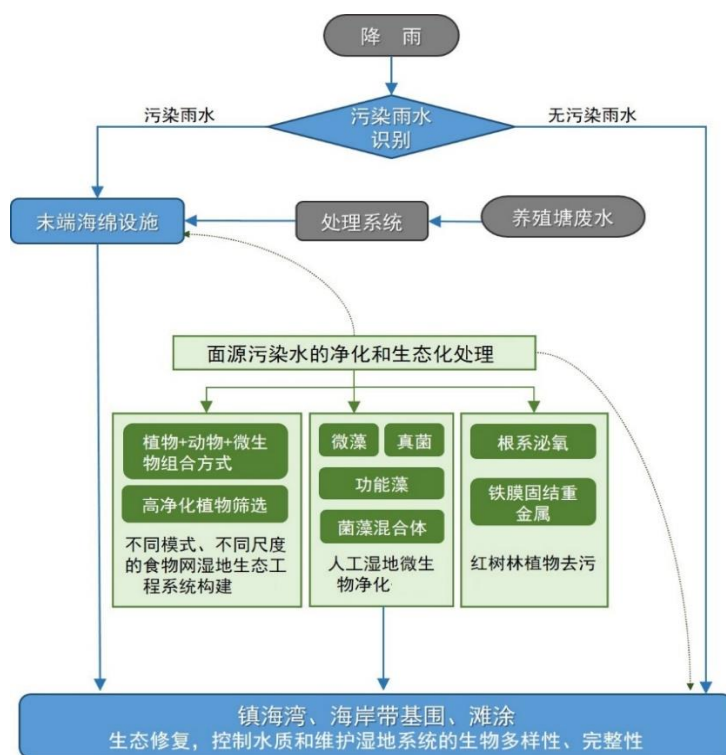 降 雨
污染雨水
污染雨水
识别
无污染雨水
末端海绵设施
处理系统
养殖塘废水
面源污染水的净化和生态化处理
植物+动物+微生
物组合方式
高净化植物筛选
不同模式、不同尺度
的食物网湿地生态工
程系统构建
微藻
真菌
功能藻
菌藻混合体
人工湿地微生
物净化
根系泌氧
铁膜固结重
金属
红树林植物去污
镇海湾、海岸带基围、滩涂
生态修复，控制水质和维护湿地系统的生物多样性、完整性